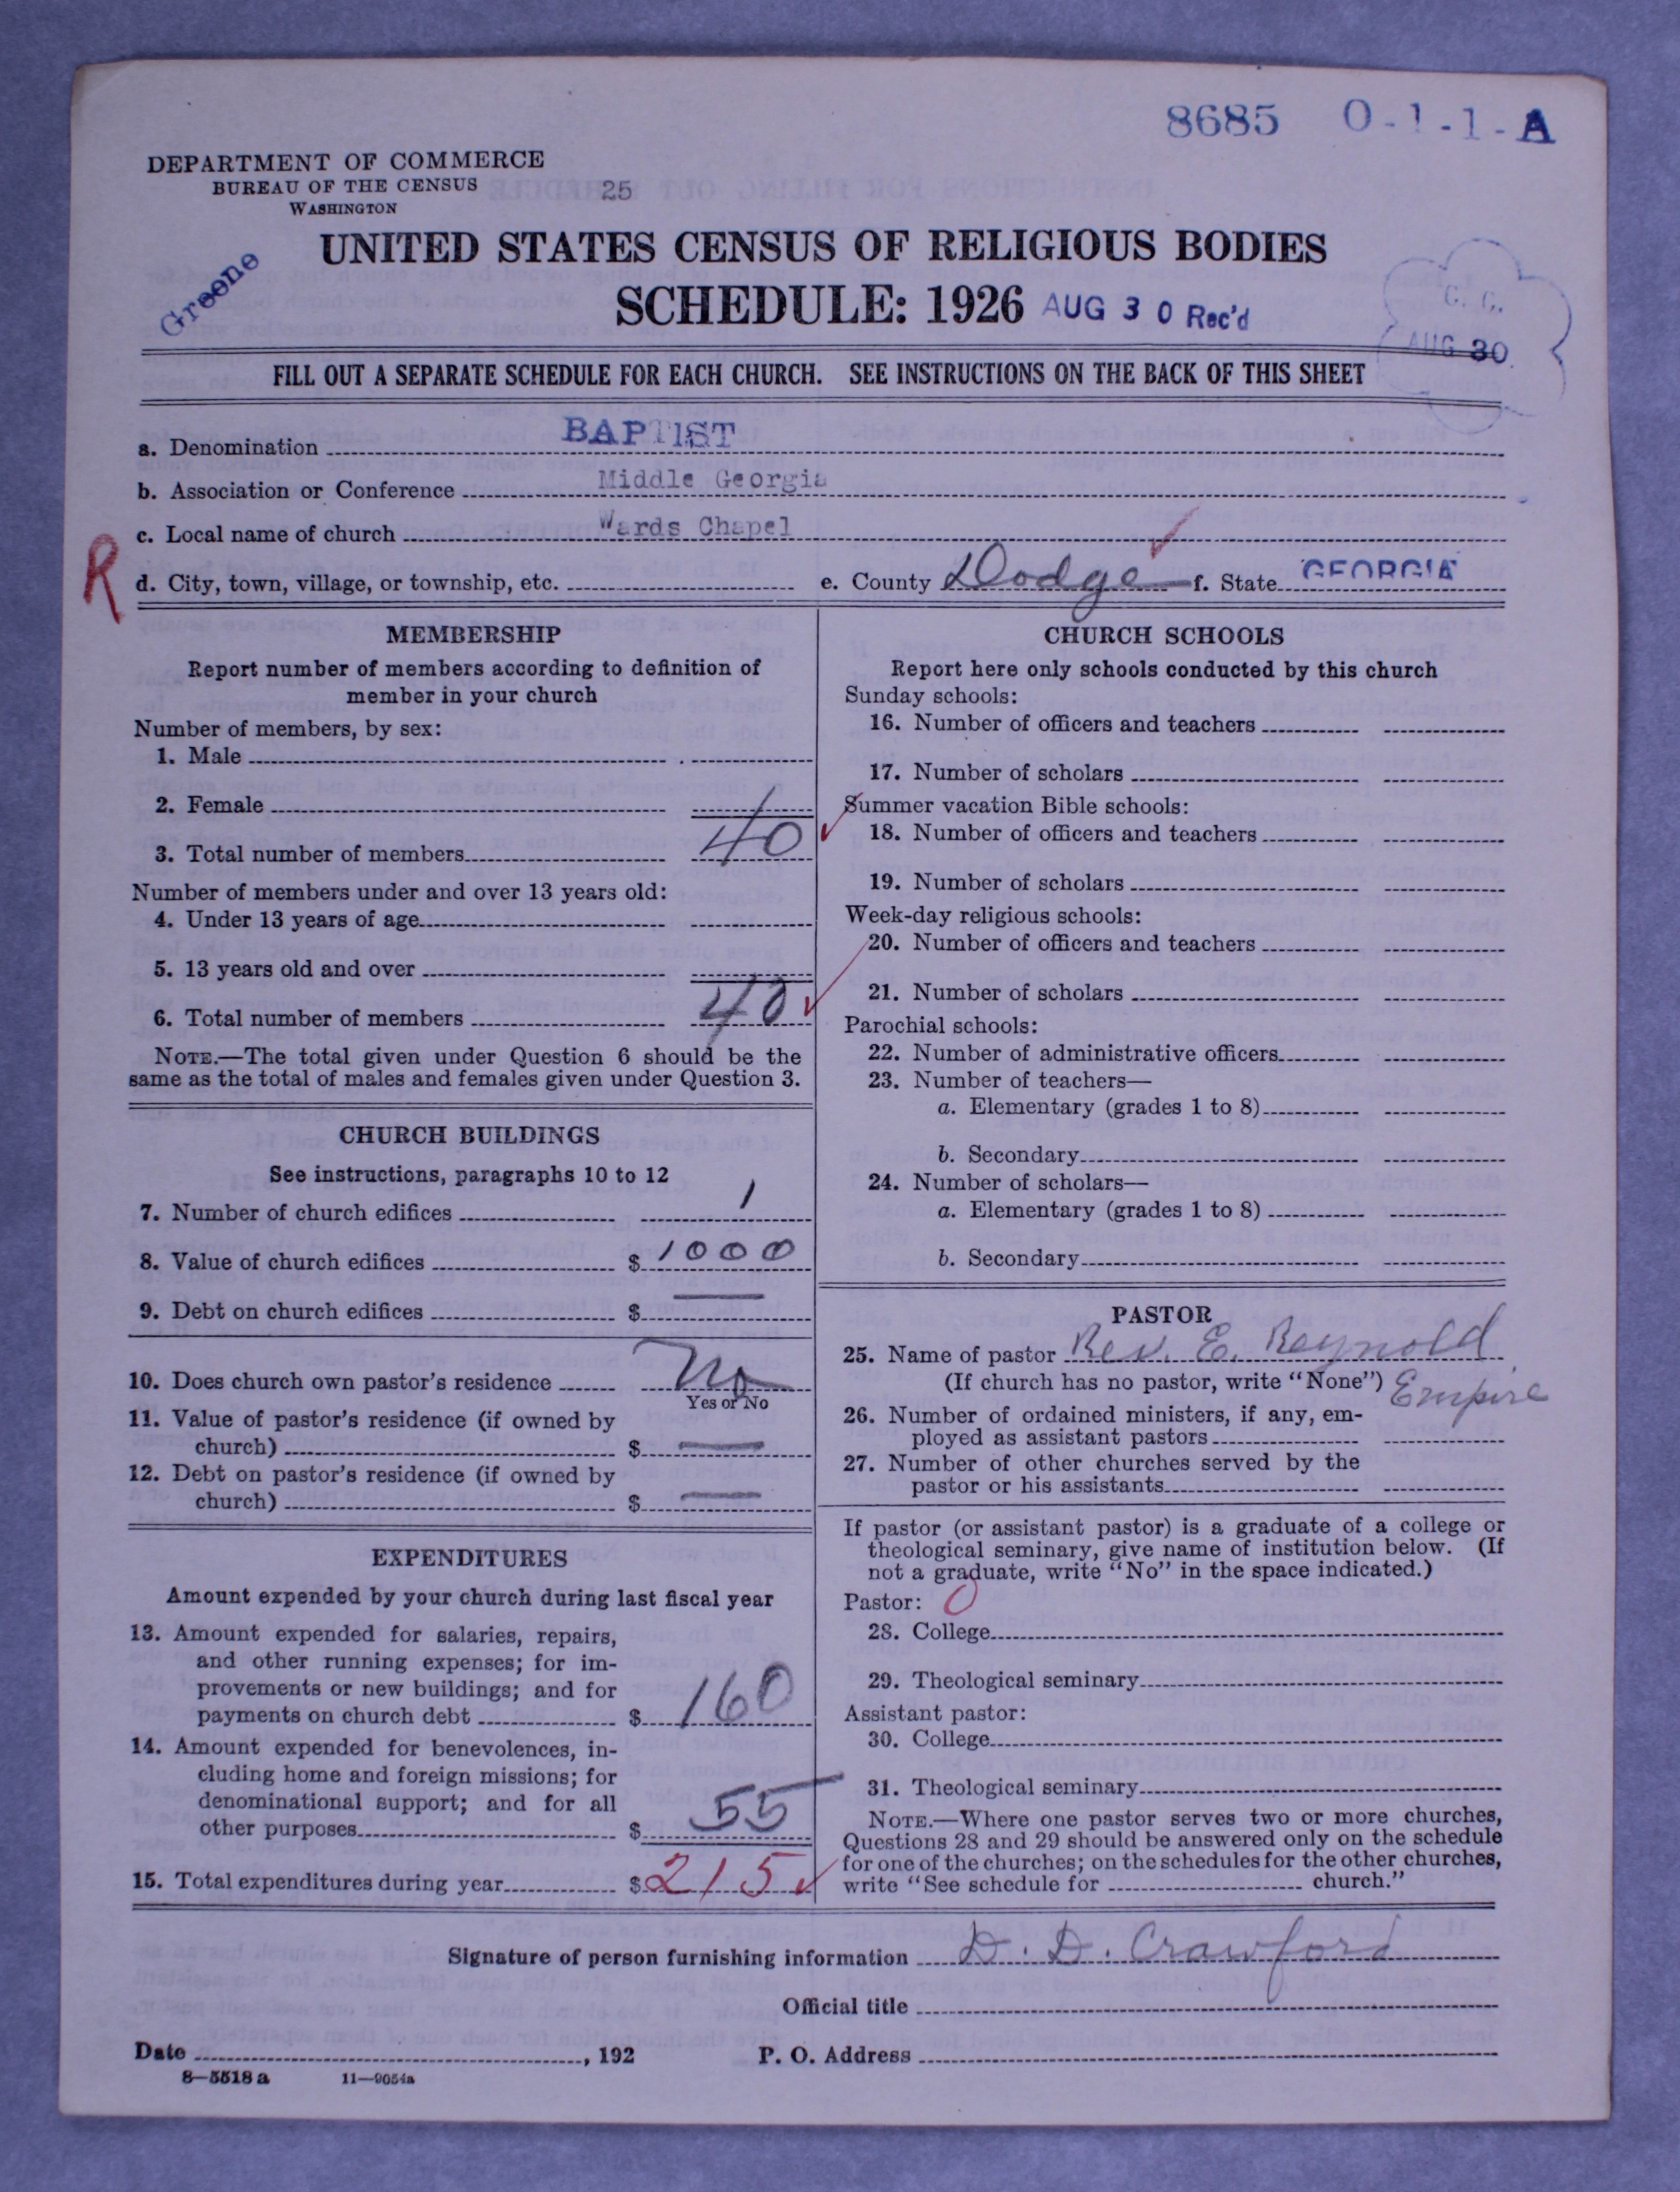 8685 0-1-1-A
DEPARTMENT OF COMMERCE
BUREAU OF THE CENSUS
WASHINGTON
25
Greene
UNITED STATES CENSUS OF RELIGIOUS BODIES
SCHEDULE: 1926 AUG 30 Rec'd
C. C.
AUG 30
FILL OUT A SEPARATE SCHEDULE FOR EACH CHURCH. SEE INSTRUCTIONS ON THE BACK OF THIS SHEET
a. Denomination BAPTIST
b. Association or Conference Middle Georgia
c. Local name of church Wards Chapel
R
d. City, town, village, or township, etc. e. County Dodge f. State GEORGIA
MEMBERSHIP
Report number of members according to definition of
member in your church
Number of members, by sex:
1. Male
2. Female
3. Total number of members 40
Number of members under and over 13 years old:
4. Under 13 years of age
5. 13 years old and over
6. Total number of members 40
NOTE.—The total given under Question 6 should be the
same as the total of males and females given under Question 3.
CHURCH BUILDINGS
See instructions, paragraphs 10 to 12
7. Number of church edifices 1
8. Value of church edifices $ 1000
9. Debt on church edifices $ —
10. Does church own pastor's residence No
Yes or No
11. Value of pastor's residence (if owned by
church) $ —
12. Debt on pastor's residence (if owned by
church) $ —
EXPENDITURES
Amount expended by your church during last fiscal year
13. Amount expended for salaries, repairs,
and other running expenses; for im-
provements or new buildings; and for
payments on church debt $ 160
14. Amount expended for benevolences, in-
cluding home and foreign missions; for
denominational support; and for all
other purposes $ 55
15. Total expenditures during year $ 215
CHURCH SCHOOLS
Report here only schools conducted by this church
Sunday schools:
16. Number of officers and teachers
17. Number of scholars
Summer vacation Bible schools:
18. Number of officers and teachers
19. Number of scholars
Week-day religious schools:
20. Number of officers and teachers
21. Number of scholars
Parochial schools:
22. Number of administrative officers
23. Number of teachers—
a. Elementary (grades 1 to 8)
b. Secondary
24. Number of scholars—
a. Elementary (grades 1 to 8)
b. Secondary
PASTOR
25. Name of pastor Rev. E. Reynold
(If church has no pastor, write "None") Empire
26. Number of ordained ministers, if any, em-
ployed as assistant pastors
27. Number of other churches served by the
pastor or his assistants
If pastor (or assistant pastor) is a graduate of a college or
theological seminary, give name of institution below. (If
not a graduate, write "No" in the space indicated.)
Pastor: 0
28. College
29. Theological seminary
Assistant pastor:
30. College
31. Theological seminary
NOTE.—Where one pastor serves two or more churches,
Questions 28 and 29 should be answered only on the schedule
for one of the churches; on the schedules for the other churches,
write "See schedule for church."
Signature of person furnishing information D. D. Crawford
Official title
Date , 192 P. O. Address
8—5518 a 11—9054a